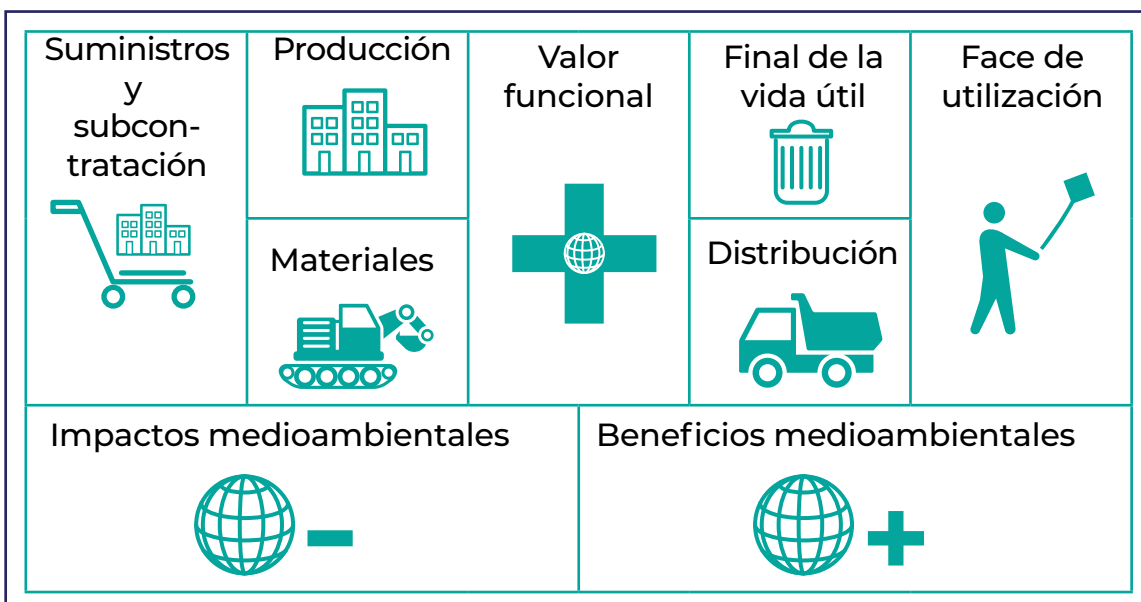 Suministros
y
subcon-
tratación
Producción
Materiales
Valor
funcional
Final de la
vida útil
Distribución
Face de
utilización
Impactos medioambientales
Beneficios medioambientales